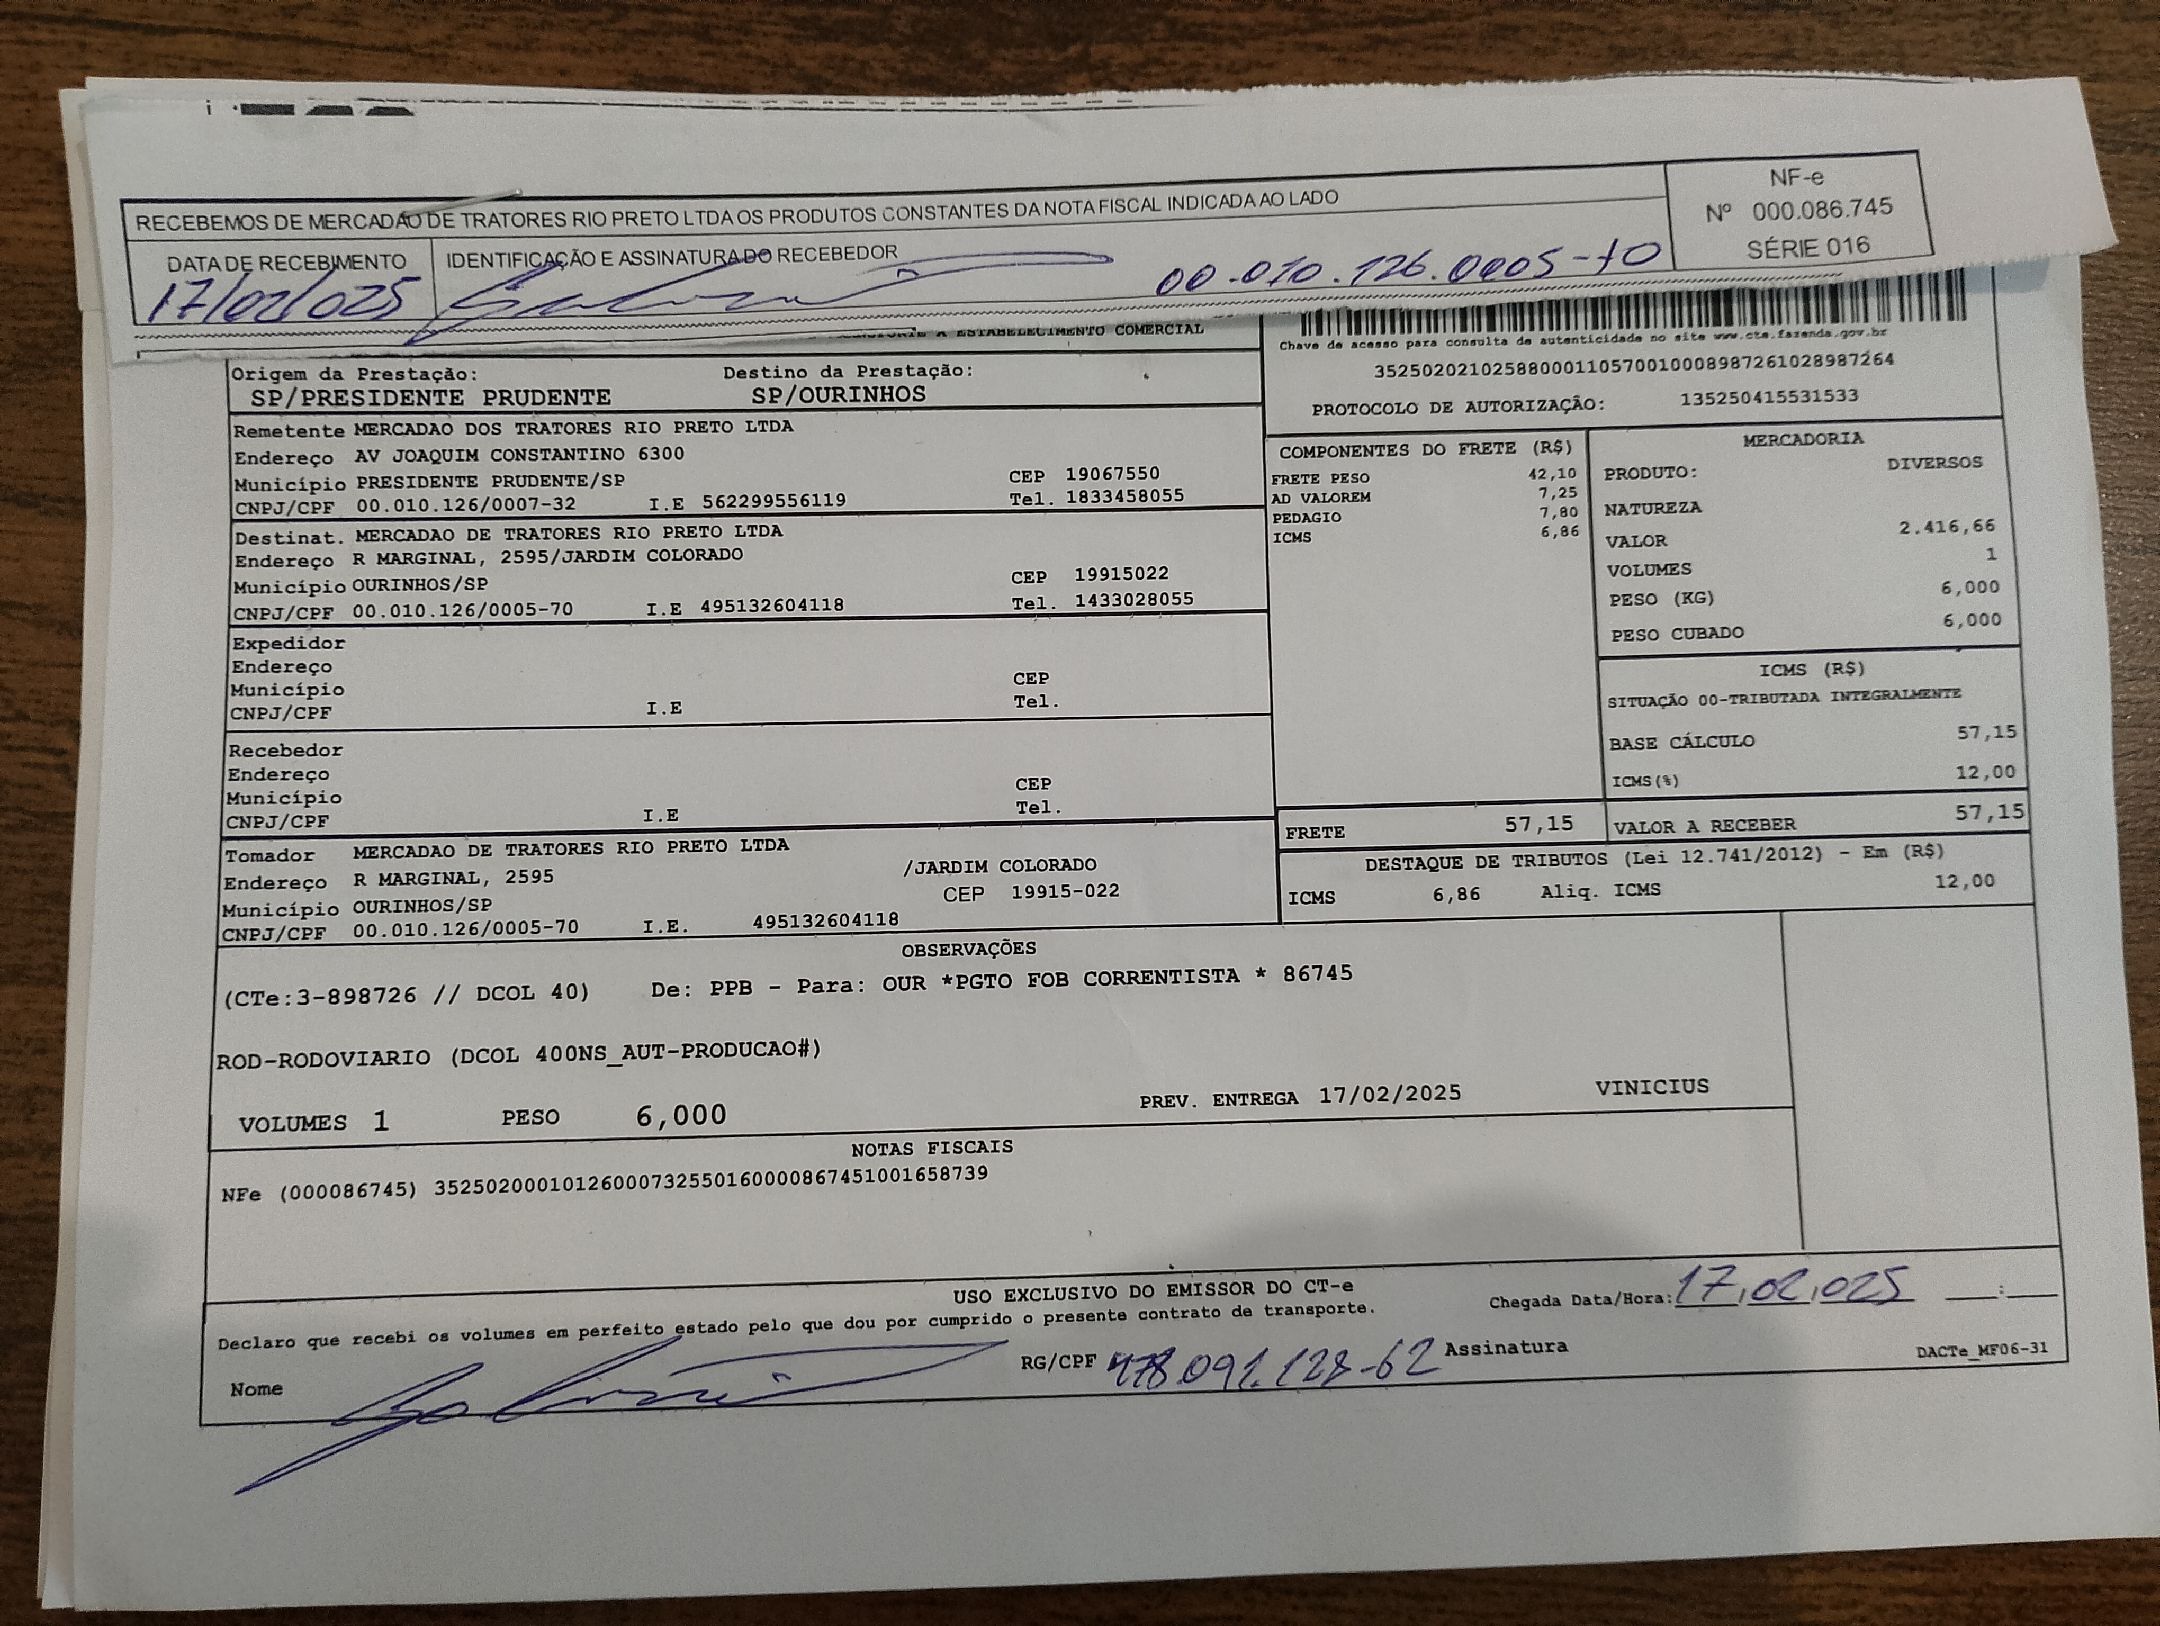 RECEBEMOS DE MERCADAO DE TRATORES RIO PRETO LTDA OS PRODUTOS CONSTANTES DA NOTA FISCAL INDICADA AO LADO
NF-e
Nº 000.086.745
SÉRIE 016
DATA DE RECEBIMENTO
17/02/025
IDENTIFICAÇÃO E ASSINATURA DO RECEBEDOR
00.010.126.0005-70
A ESTABELECIMENTO COMERCIAL
Chave de acesso para consulta de autenticidade no site www.cte.fazenda.gov.br
35250202102588000110570010008987261028987264
PROTOCOLO DE AUTORIZAÇÃO: 135250415531533
Origem da Prestação: Destino da Prestação:
SP/PRESIDENTE PRUDENTE SP/OURINHOS
Remetente MERCADAO DOS TRATORES RIO PRETO LTDA
Endereço AV JOAQUIM CONSTANTINO 6300
Município PRESIDENTE PRUDENTE/SP CEP 19067550
CNPJ/CPF 00.010.126/0007-32 I.E 562299556119 Tel. 1833458055
Destinat. MERCADAO DE TRATORES RIO PRETO LTDA
Endereço R MARGINAL, 2595/JARDIM COLORADO
Município OURINHOS/SP CEP 19915022
CNPJ/CPF 00.010.126/0005-70 I.E 495132604118 Tel. 1433028055
Expedidor
Endereço
Município CEP
CNPJ/CPF I.E Tel.
Recebedor
Endereço
Município CEP
CNPJ/CPF I.E Tel.
Tomador MERCADAO DE TRATORES RIO PRETO LTDA
Endereço R MARGINAL, 2595 /JARDIM COLORADO
Município OURINHOS/SP CEP 19915-022
CNPJ/CPF 00.010.126/0005-70 I.E. 495132604118
COMPONENTES DO FRETE (R$)
FRETE PESO 42,10
AD VALOREM 7,25
PEDAGIO 7,80
ICMS 6,86
MERCADORIA
PRODUTO: DIVERSOS
NATUREZA
VALOR 2.416,66
VOLUMES 1
PESO (KG) 6,000
PESO CUBADO 6,000
ICMS (R$)
SITUAÇÃO 00-TRIBUTADA INTEGRALMENTE
BASE CÁLCULO 57,15
ICMS(%) 12,00
FRETE 57,15 VALOR A RECEBER 57,15
DESTAQUE DE TRIBUTOS (Lei 12.741/2012) - Em (R$)
ICMS 6,86 Aliq. ICMS 12,00
OBSERVAÇÕES
(CTe:3-898726 // DCOL 40) De: PPB - Para: OUR *PGTO FOB CORRENTISTA * 86745
ROD-RODOVIARIO (DCOL 400NS_AUT-PRODUCAO#)
VOLUMES 1 PESO 6,000 PREV. ENTREGA 17/02/2025 VINICIUS
NOTAS FISCAIS
NFe (000086745) 35250200010126000732550160000867451001658739
USO EXCLUSIVO DO EMISSOR DO CT-e
Declaro que recebi os volumes em perfeito estado pelo que dou por cumprido o presente contrato de transporte.
Chegada Data/Hora: 17,02,025 __:__
Nome RG/CPF 478.091.128-62 Assinatura
DACTe_MF06-31